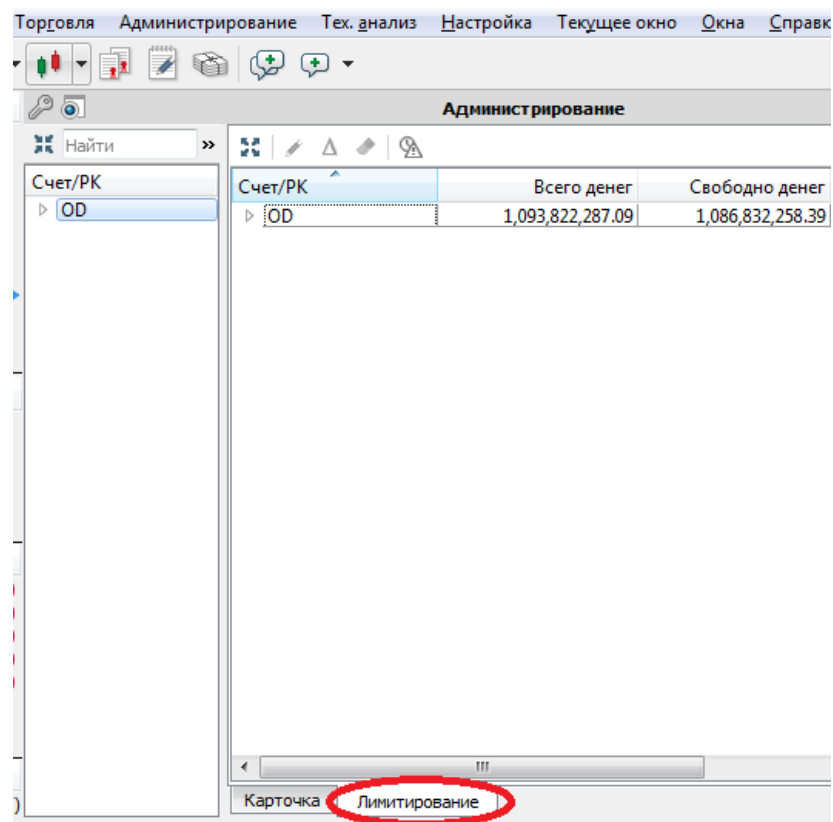 Торговля Администрирование Тех. анализ Настройка Текущее окно Окна Справк
Администрирование
Найти »
Счет/РК
OD
Счет/РК Всего денег Свободно денег
OD 1,093,822,287.09 1,086,832,258.39
Карточка Лимитирование
)